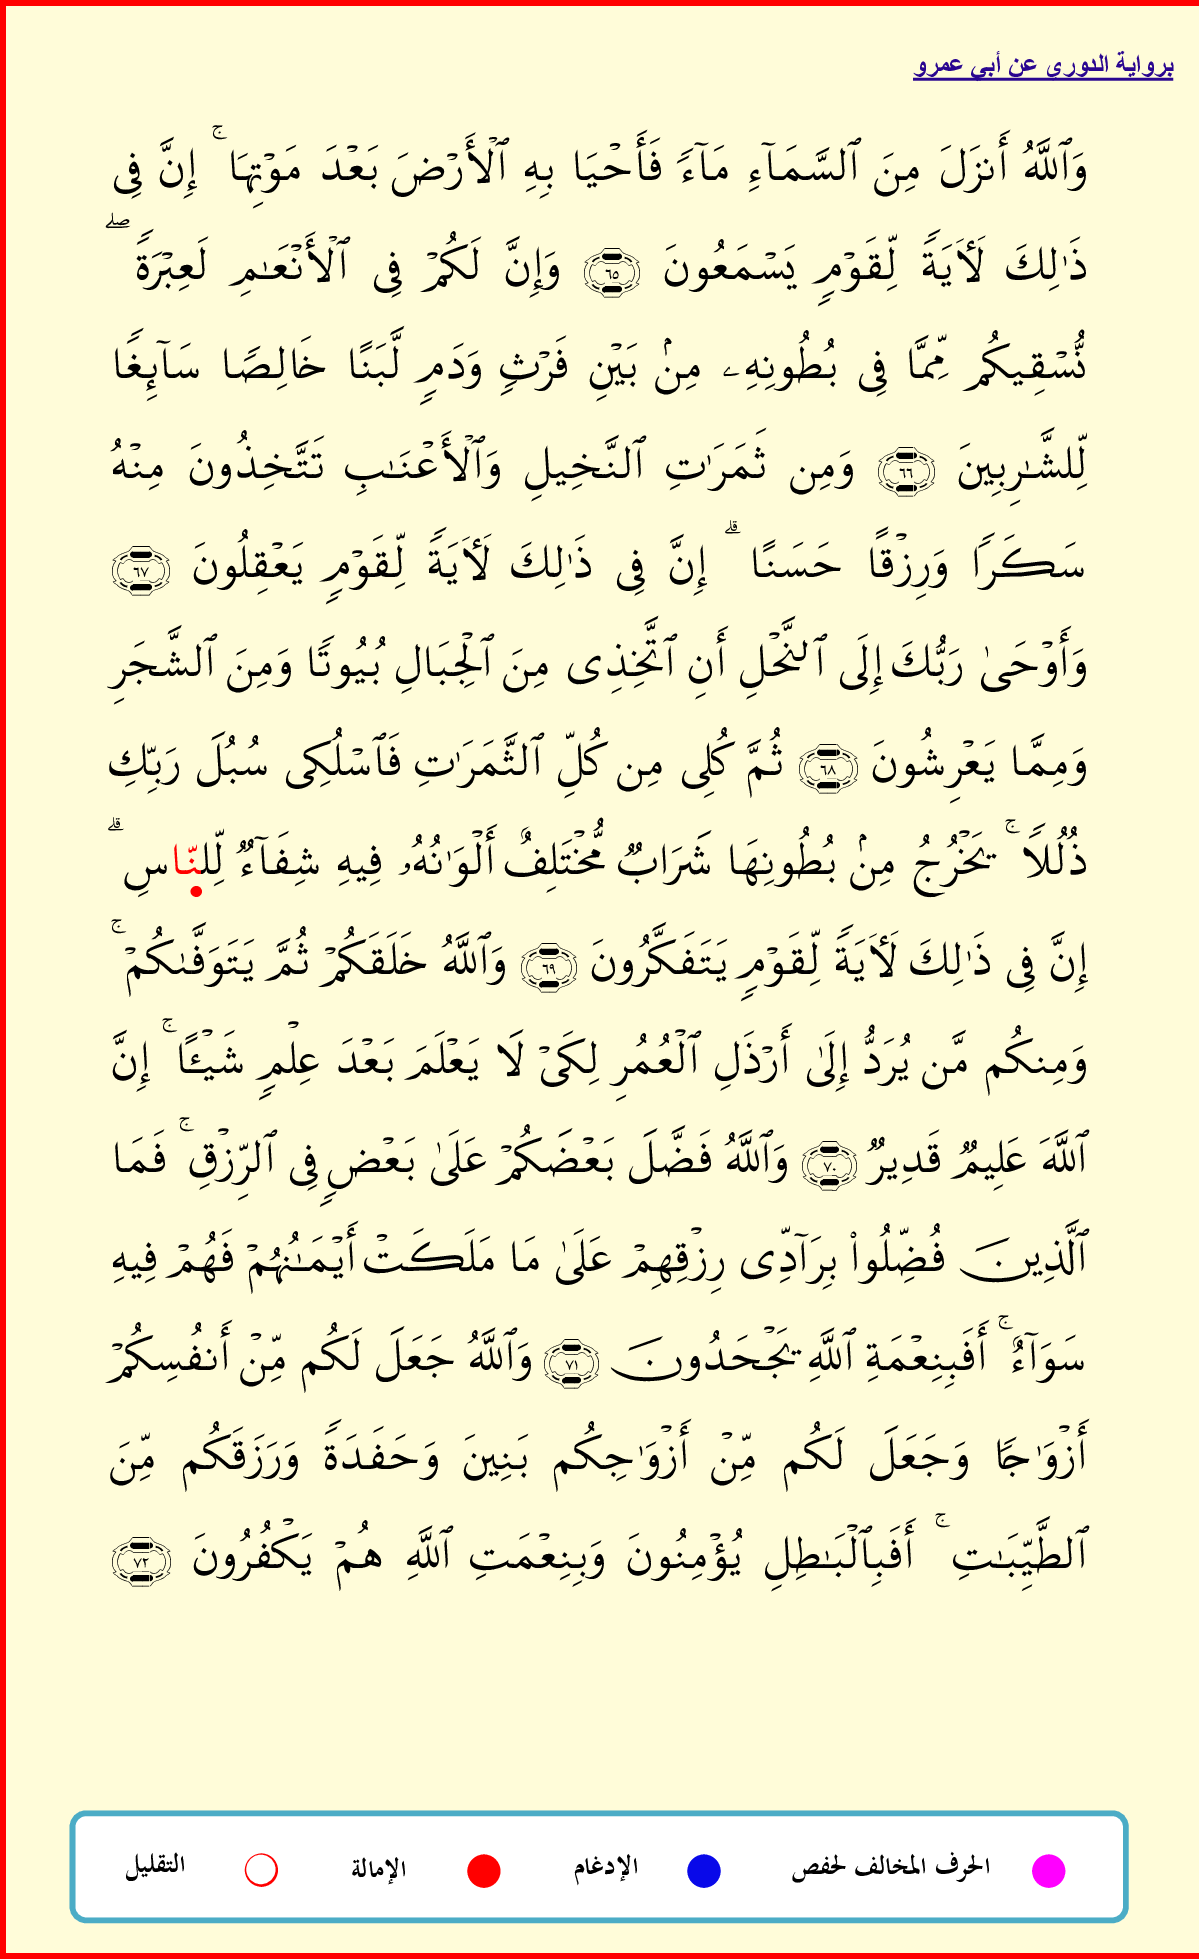 برواية الدورى عن أبى عمرو
وَٱللَّهُ أَنزَلَ مِنَ ٱلسَّمَآءِ مَآءٗ فَأَحۡيَا بِهِ ٱلۡأَرۡضَ بَعۡدَ مَوۡتِهَاۚ إِنَّ فِى
ذَٰلِكَ لَأٓيَةٗ لِّقَوۡمٖ يَسۡمَعُونَ ٦٥ وَإِنَّ لَكُمۡ فِى ٱلۡأَنۡعَٰمِ لَعِبۡرَةٗۖ
نُّسۡقِيكُم مِّمَّا فِى بُطُونِهِۦ مِنۢ بَيۡنِ فَرۡثٖ وَدَمٖ لَّبَنًا خَالِصٗا سَآئِغٗا
لِّلشَّٰرِبِينَ ٦٦ وَمِن ثَمَرَٰتِ ٱلنَّخِيلِ وَٱلۡأَعۡنَٰبِ تَتَّخِذُونَ مِنۡهُ
سَكَرٗا وَرِزۡقًا حَسَنًاۗ إِنَّ فِى ذَٰلِكَ لَأٓيَةٗ لِّقَوۡمٖ يَعۡقِلُونَ ٦٧
وَأَوۡحَىٰ رَبُّكَ إِلَى ٱلنَّحۡلِ أَنِ ٱتَّخِذِى مِنَ ٱلۡجِبَالِ بُيُوتٗا وَمِنَ ٱلشَّجَرِ
وَمِمَّا يَعۡرِشُونَ ٦٨ ثُمَّ كُلِى مِن كُلِّ ٱلثَّمَرَٰتِ فَٱسۡلُكِى سُبُلَ رَبِّكِ
ذُلُلٗاۚ يَخۡرُجُ مِنۢ بُطُونِهَا شَرَابٞ مُّخۡتَلِفٌ أَلۡوَٰنُهُۥ فِيهِ شِفَآءٞ لِّلنَّاسِۗ
إِنَّ فِى ذَٰلِكَ لَأٓيَةٗ لِّقَوۡمٖ يَتَفَكَّرُونَ ٦٩ وَٱللَّهُ خَلَقَكُمۡ ثُمَّ يَتَوَفَّىٰكُمۡۚ
وَمِنكُم مَّن يُرَدُّ إِلَىٰ أَرۡذَلِ ٱلۡعُمُرِ لِكَىۡ لَا يَعۡلَمَ بَعۡدَ عِلۡمٖ شَيۡـًٔاۚ إِنَّ
ٱللَّهَ عَلِيمٞ قَدِيرٞ ٧٠ وَٱللَّهُ فَضَّلَ بَعۡضَكُمۡ عَلَىٰ بَعۡضٖ فِى ٱلرِّزۡقِۚ فَمَا
ٱلَّذِينَ فُضِّلُواْ بِرَآدِّى رِزۡقِهِمۡ عَلَىٰ مَا مَلَكَتۡ أَيۡمَٰنُهُمۡ فَهُمۡ فِيهِ
سَوَآءٌۚ أَفَبِنِعۡمَةِ ٱللَّهِ يَجۡحَدُونَ ٧١ وَٱللَّهُ جَعَلَ لَكُم مِّنۡ أَنفُسِكُمۡ
أَزۡوَٰجٗا وَجَعَلَ لَكُم مِّنۡ أَزۡوَٰجِكُم بَنِينَ وَحَفَدَةٗ وَرَزَقَكُم مِّنَ
ٱلطَّيِّبَٰتِۚ أَفَبِٱلۡبَٰطِلِ يُؤۡمِنُونَ وَبِنِعۡمَتِ ٱللَّهِ هُمۡ يَكۡفُرُونَ ٧٢
الحرف المخالف لحفص الإدغام الإمالة التقليل